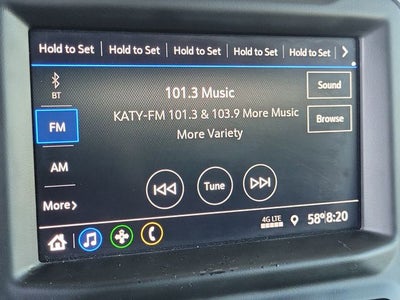 Hold to Set Hold to Set Hold to Set Hold to Set Hold to Set
BT
101.3 Music
Sound
KATY-FM 101.3 & 103.9 More Music
More Variety
Browse
FM
AM
Tune
More
4G LTE
58° 8:20